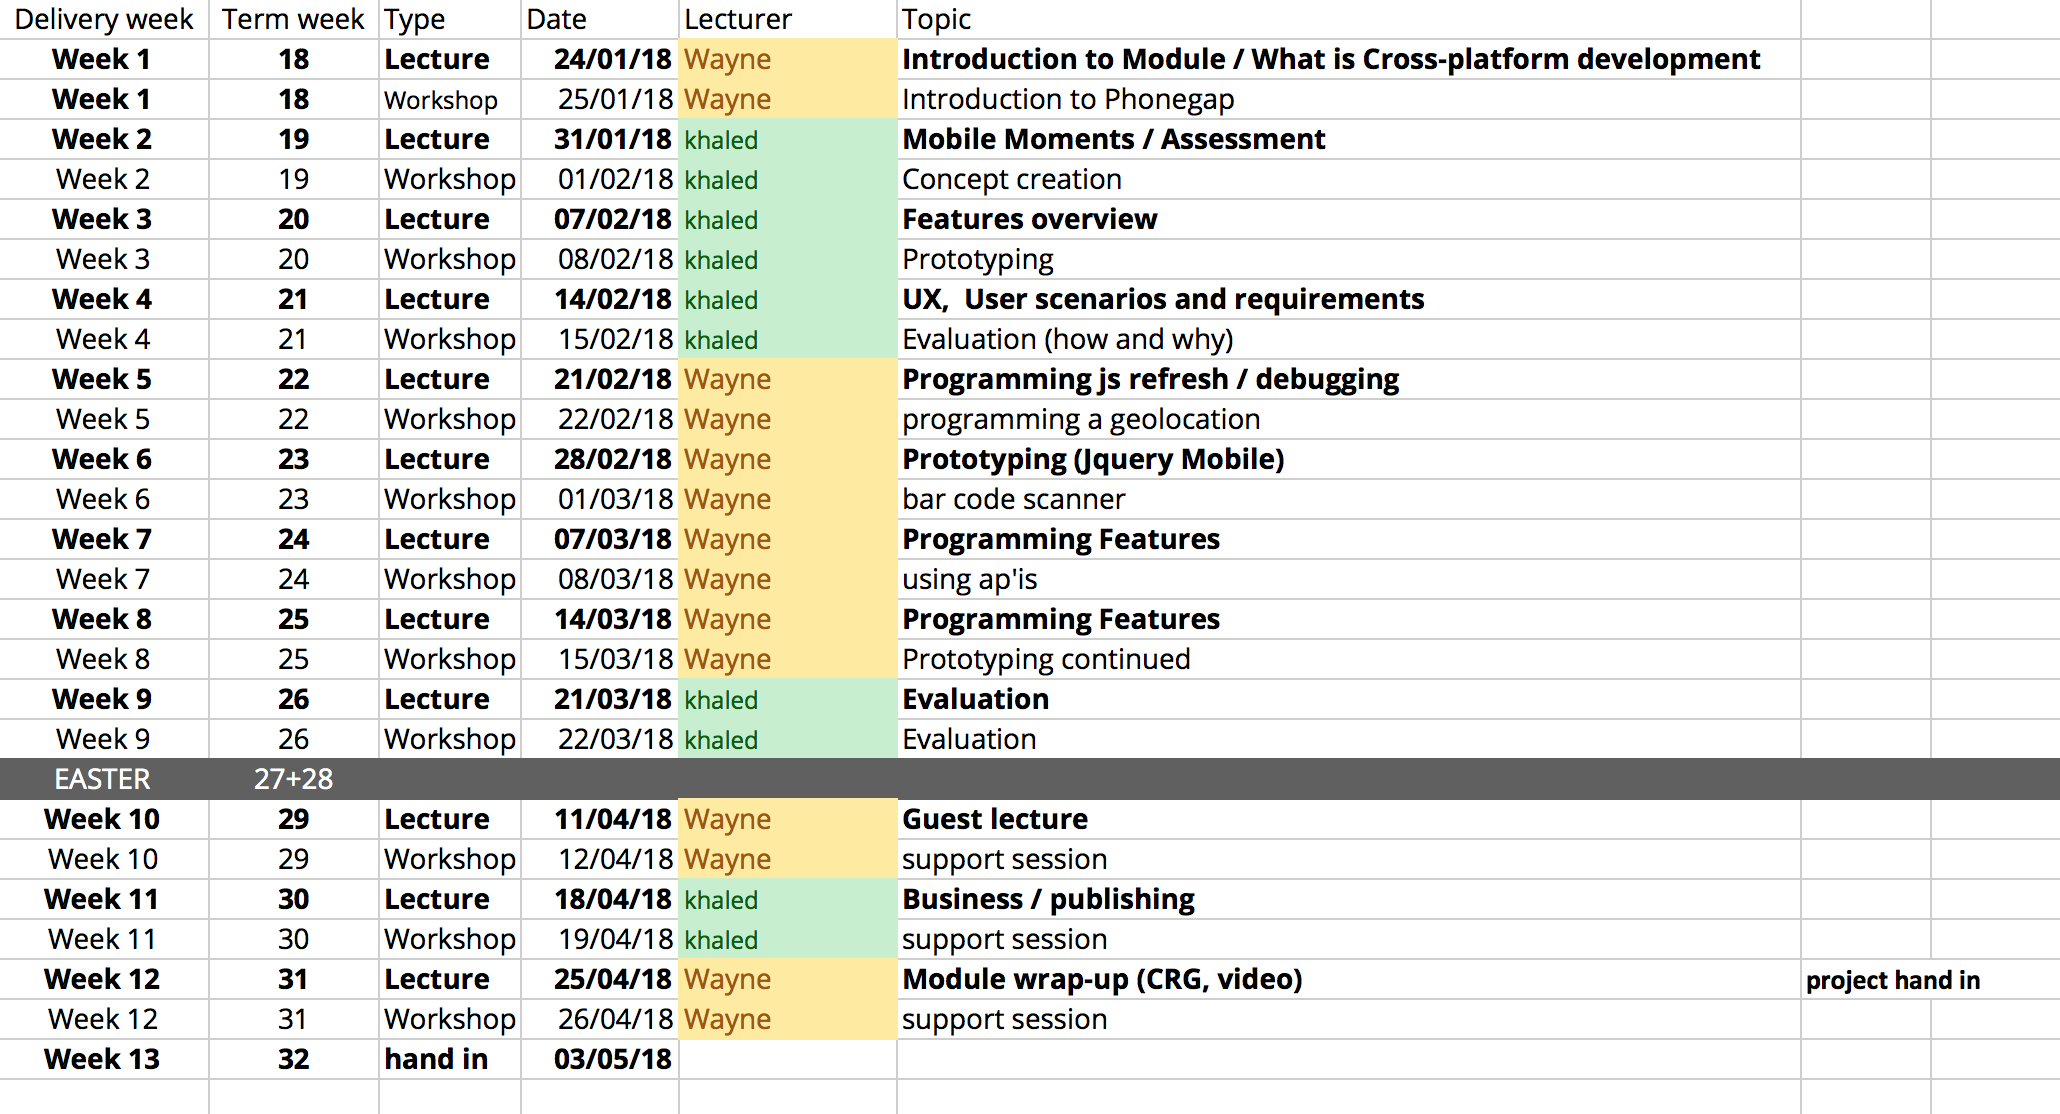 Delivery week Term week Type Date Lecturer Topic
Week 1 18 Lecture 24/01/18 Wayne Introduction to Module / What is Cross-platform development
Week 1 18 Workshop 25/01/18 Wayne Introduction to Phonegap
Week 2 19 Lecture 31/01/18 khaled Mobile Moments / Assessment
Week 2 19 Workshop 01/02/18 khaled Concept creation
Week 3 20 Lecture 07/02/18 khaled Features overview
Week 3 20 Workshop 08/02/18 khaled Prototyping
Week 4 21 Lecture 14/02/18 khaled UX,  User scenarios and requirements
Week 4 21 Workshop 15/02/18 khaled Evaluation (how and why)
Week 5 22 Lecture 21/02/18 Wayne Programming js refresh / debugging
Week 5 22 Workshop 22/02/18 Wayne programming a geolocation
Week 6 23 Lecture 28/02/18 Wayne Prototyping (Jquery Mobile)
Week 6 23 Workshop 01/03/18 Wayne bar code scanner
Week 7 24 Lecture 07/03/18 Wayne Programming Features
Week 7 24 Workshop 08/03/18 Wayne using ap'is
Week 8 25 Lecture 14/03/18 Wayne Programming Features
Week 8 25 Workshop 15/03/18 Wayne Prototyping continued
Week 9 26 Lecture 21/03/18 khaled Evaluation
Week 9 26 Workshop 22/03/18 khaled Evaluation
EASTER 27+28
Week 10 29 Lecture 11/04/18 Wayne Guest lecture
Week 10 29 Workshop 12/04/18 Wayne support session
Week 11 30 Lecture 18/04/18 khaled Business / publishing
Week 11 30 Workshop 19/04/18 khaled support session
Week 12 31 Lecture 25/04/18 Wayne Module wrap-up (CRG, video) project hand in
Week 12 31 Workshop 26/04/18 Wayne support session
Week 13 32 hand in 03/05/18